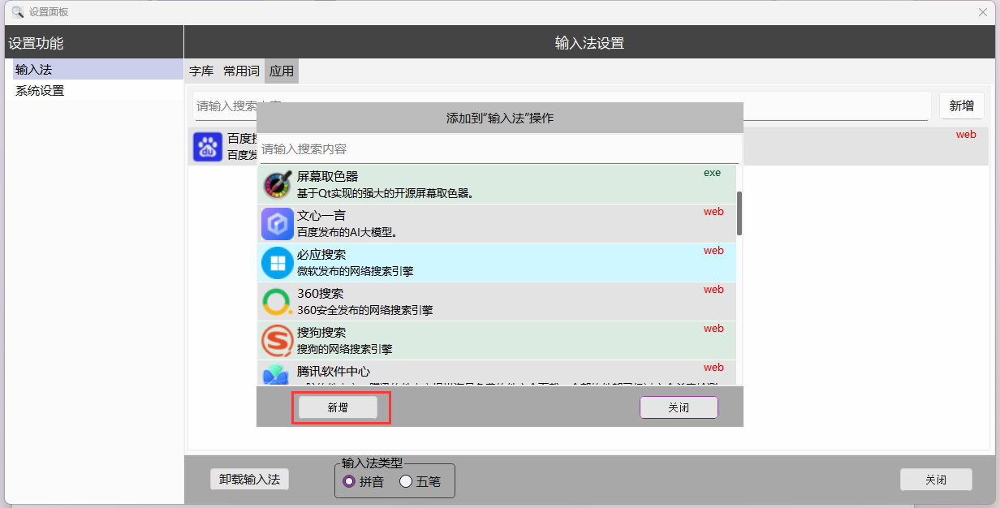 设置面板
设置功能
输入法设置
输入法
系统设置
字库 常用词 应用
请输入搜索
新增
添加到“输入法”操作
百度
百度发
web
请输入搜索内容
屏幕取色器
exe
基于Qt实现的强大的开源屏幕取色器。
文心一言
web
百度发布的AI大模型。
必应搜索
web
微软发布的网络搜索引擎
360搜索
web
360安全发布的网络搜索引擎
搜狗搜索
web
搜狗的网络搜索引擎
腾讯软件中心
web
新增
关闭
卸载输入法
输入法类型
拼音 五笔
关闭